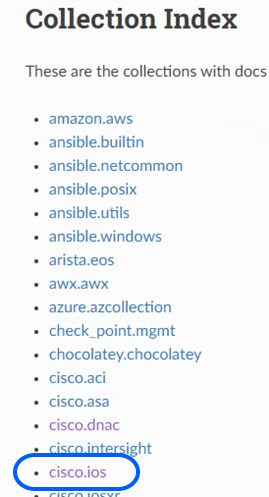 Collection Index
These are the collections with docs
amazon.aws
ansible.builtin
ansible.netcommon
ansible.posix
ansible.utils
ansible.windows
arista.eos
awx.awx
azure.azcollection
check_point.mgmt
chocolatey.chocolatey
cisco.aci
cisco.asa
cisco.dnac
cisco.intersight
cisco.ios
cisco.iosxr